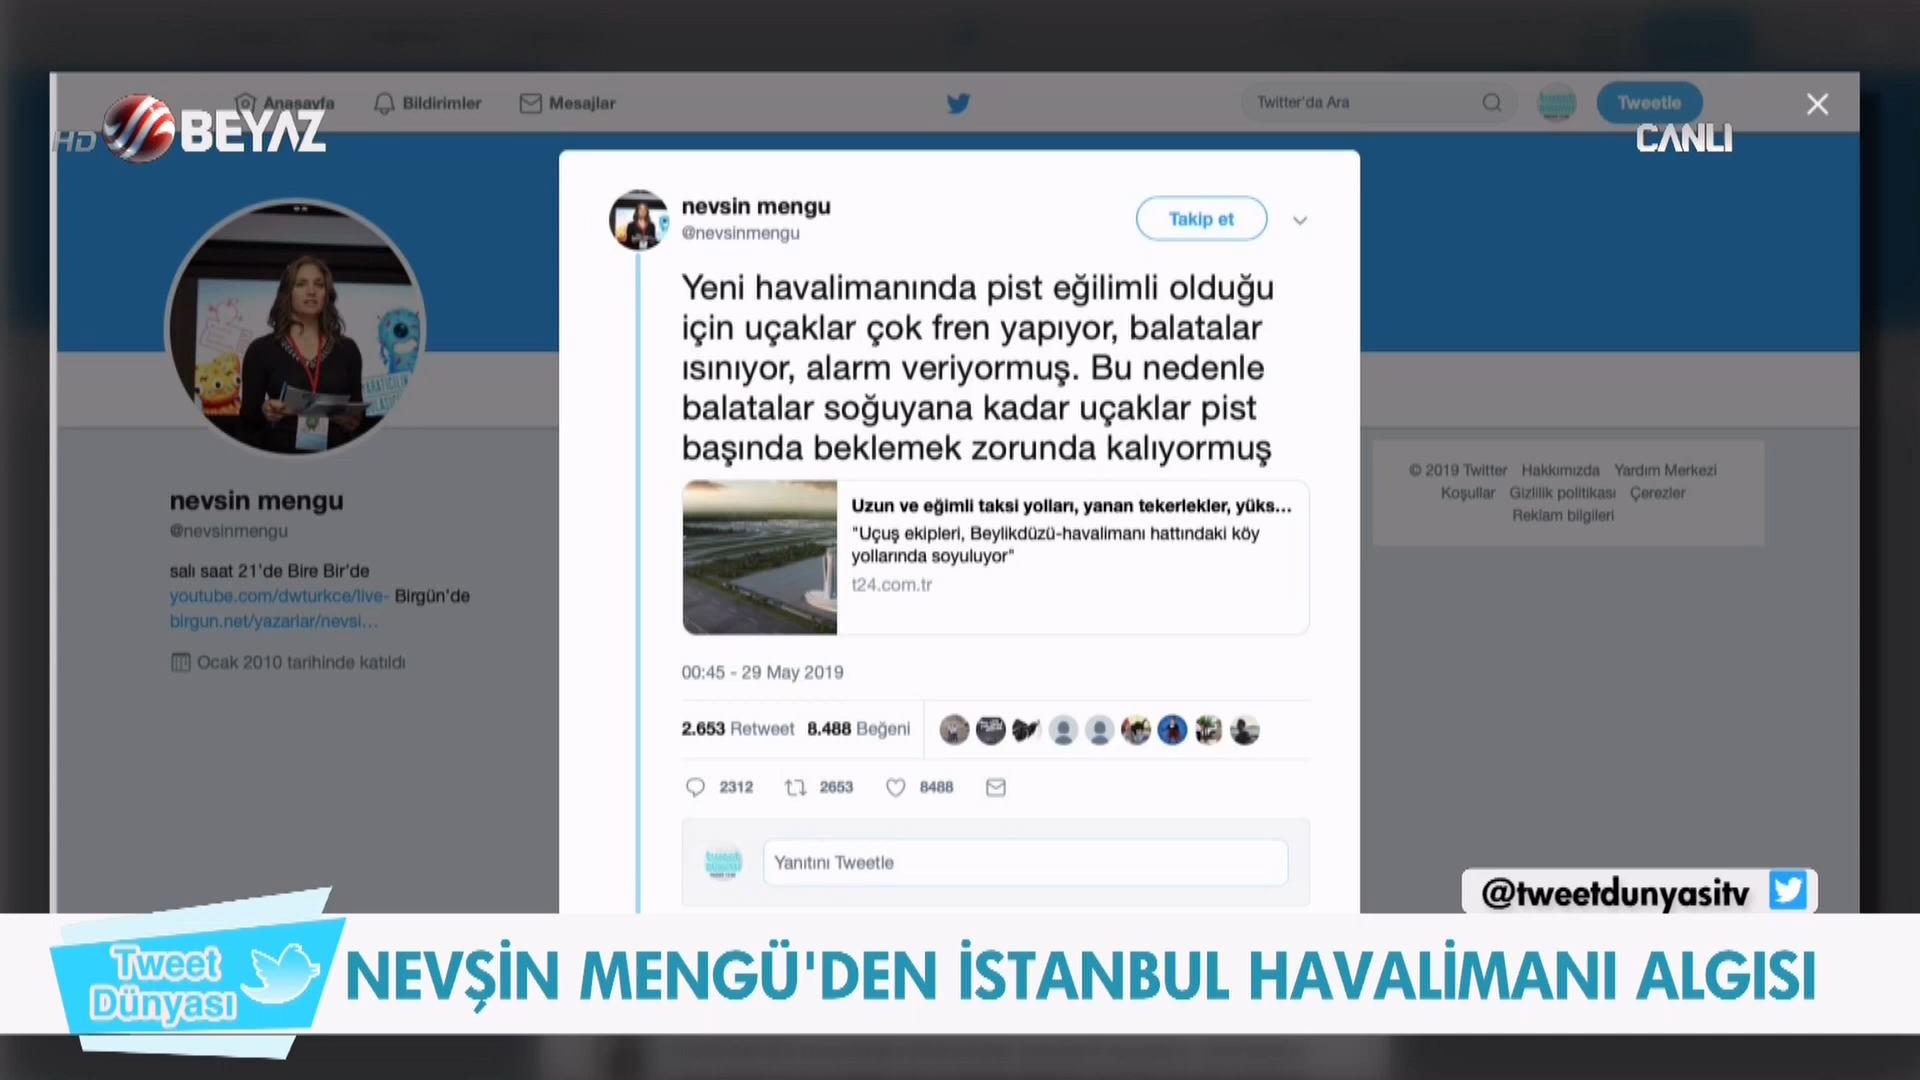 Anasayfa
Bildirimler
Mesajlar
Twitter'da Ara
Tweetle
HD BEYAZ
CANLI
nevsin mengu
@nevsinmengu
Takip et
Yeni havalimanında pist eğilimli olduğu
için uçaklar çok fren yapıyor, balatalar
ısınıyor, alarm veriyormuş. Bu nedenle
balatalar soğuyana kadar uçaklar pist
başında beklemek zorunda kalıyormuş
Uzun ve eğimli taksi yolları, yanan tekerlekler, yüks...
"Uçuş ekipleri, Beylikdüzü-havalimanı hattındaki köy
yollarında soyuluyor"
t24.com.tr
00:45 - 29 May 2019
2.653 Retweet 8.488 Beğeni
2312 2653 8488
Yanıtını Tweetle
nevsin mengu
@nevsinmengu
salı saat 21'de Bire Bir'de
youtube.com/dwturkce/live- Birgün'de
birgun.net/yazarlar/nevsi...
Ocak 2010 tarihinde katıldı
© 2019 Twitter Hakkımızda Yardım Merkezi
Koşullar Gizlilik politikası Çerezler
Reklam bilgileri
@tweetdunyasitv
Tweet
Dünyası
NEVŞİN MENGÜ'DEN İSTANBUL HAVALİMANI ALGISI